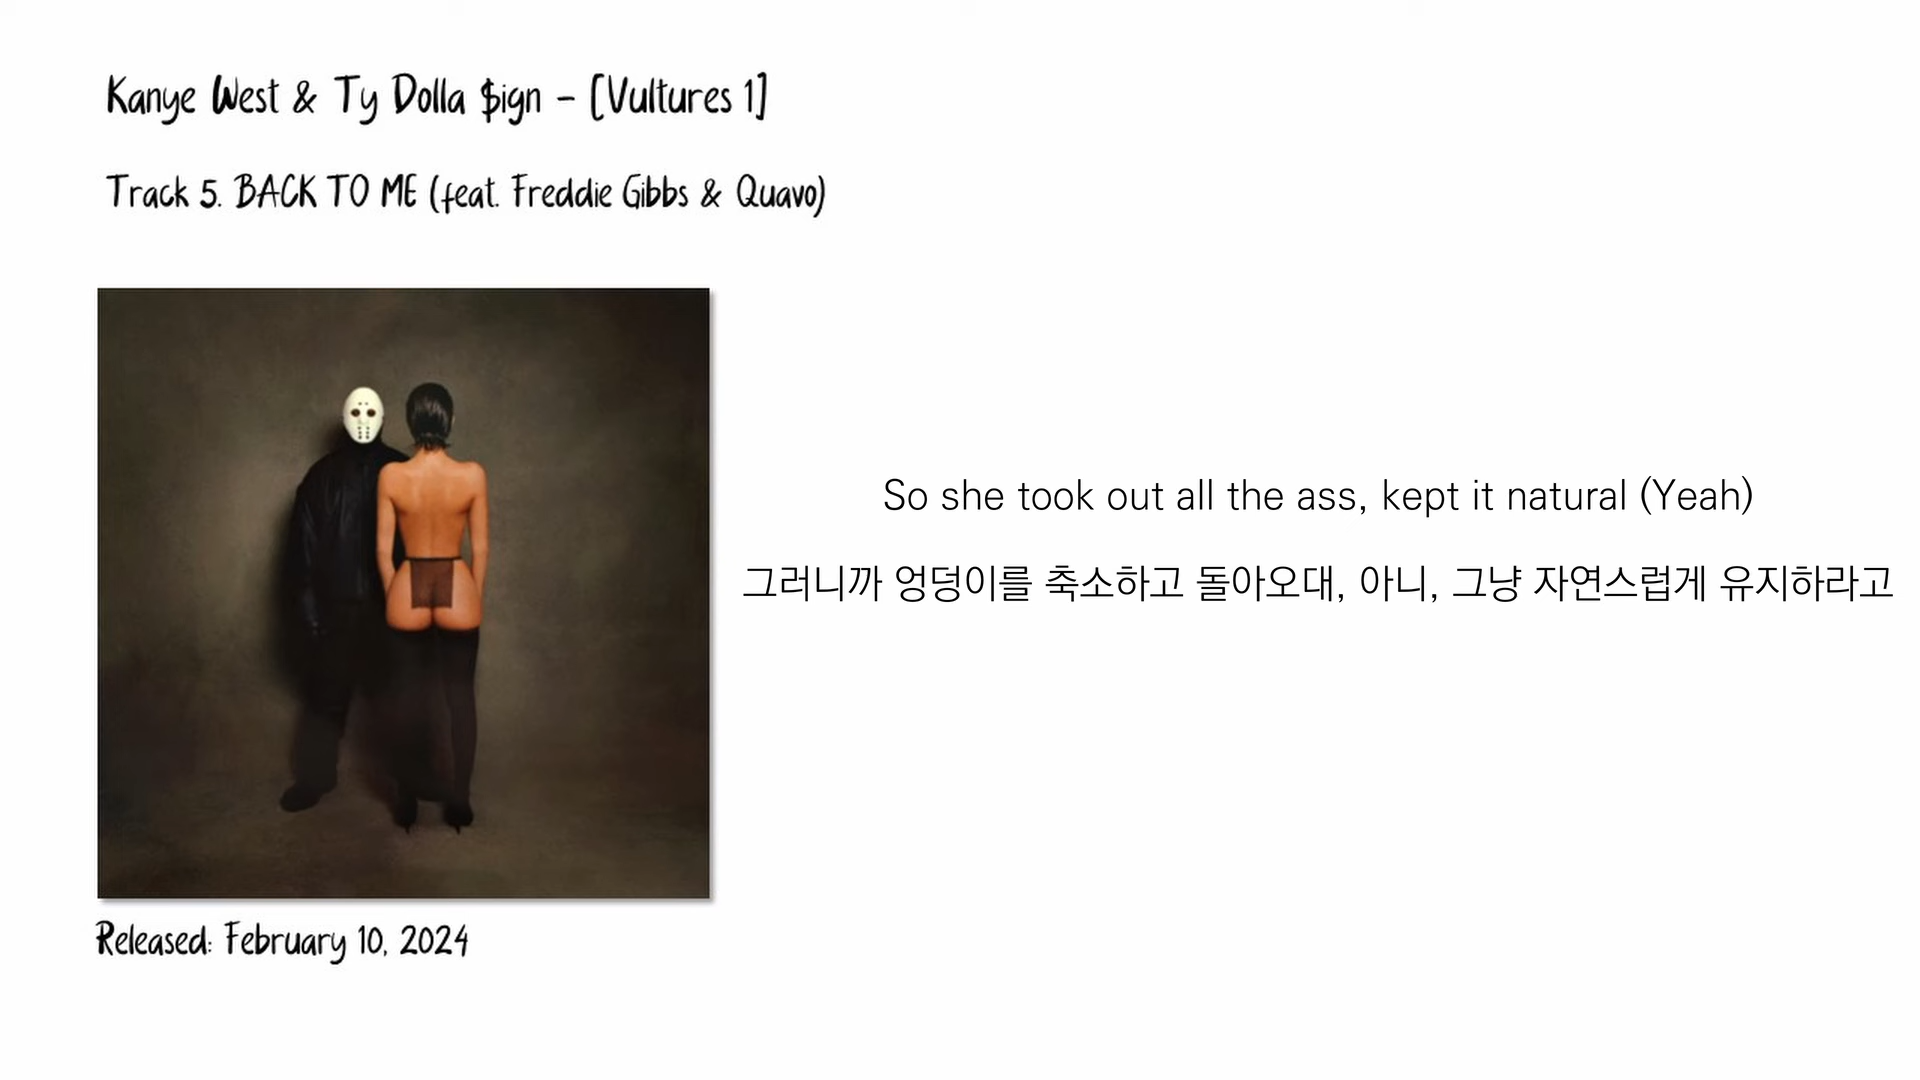 Kanye West & Ty Dolla $ign - [Vultures 1]
Track 5. BACK TO ME (feat. Freddie Gibbs & Quavo)
So she took out all the ass, kept it natural (Yeah)
그러니까 엉덩이를 축소하고 돌아오대, 아니, 그냥 자연스럽게 유지하라고
Released: February 10, 2024